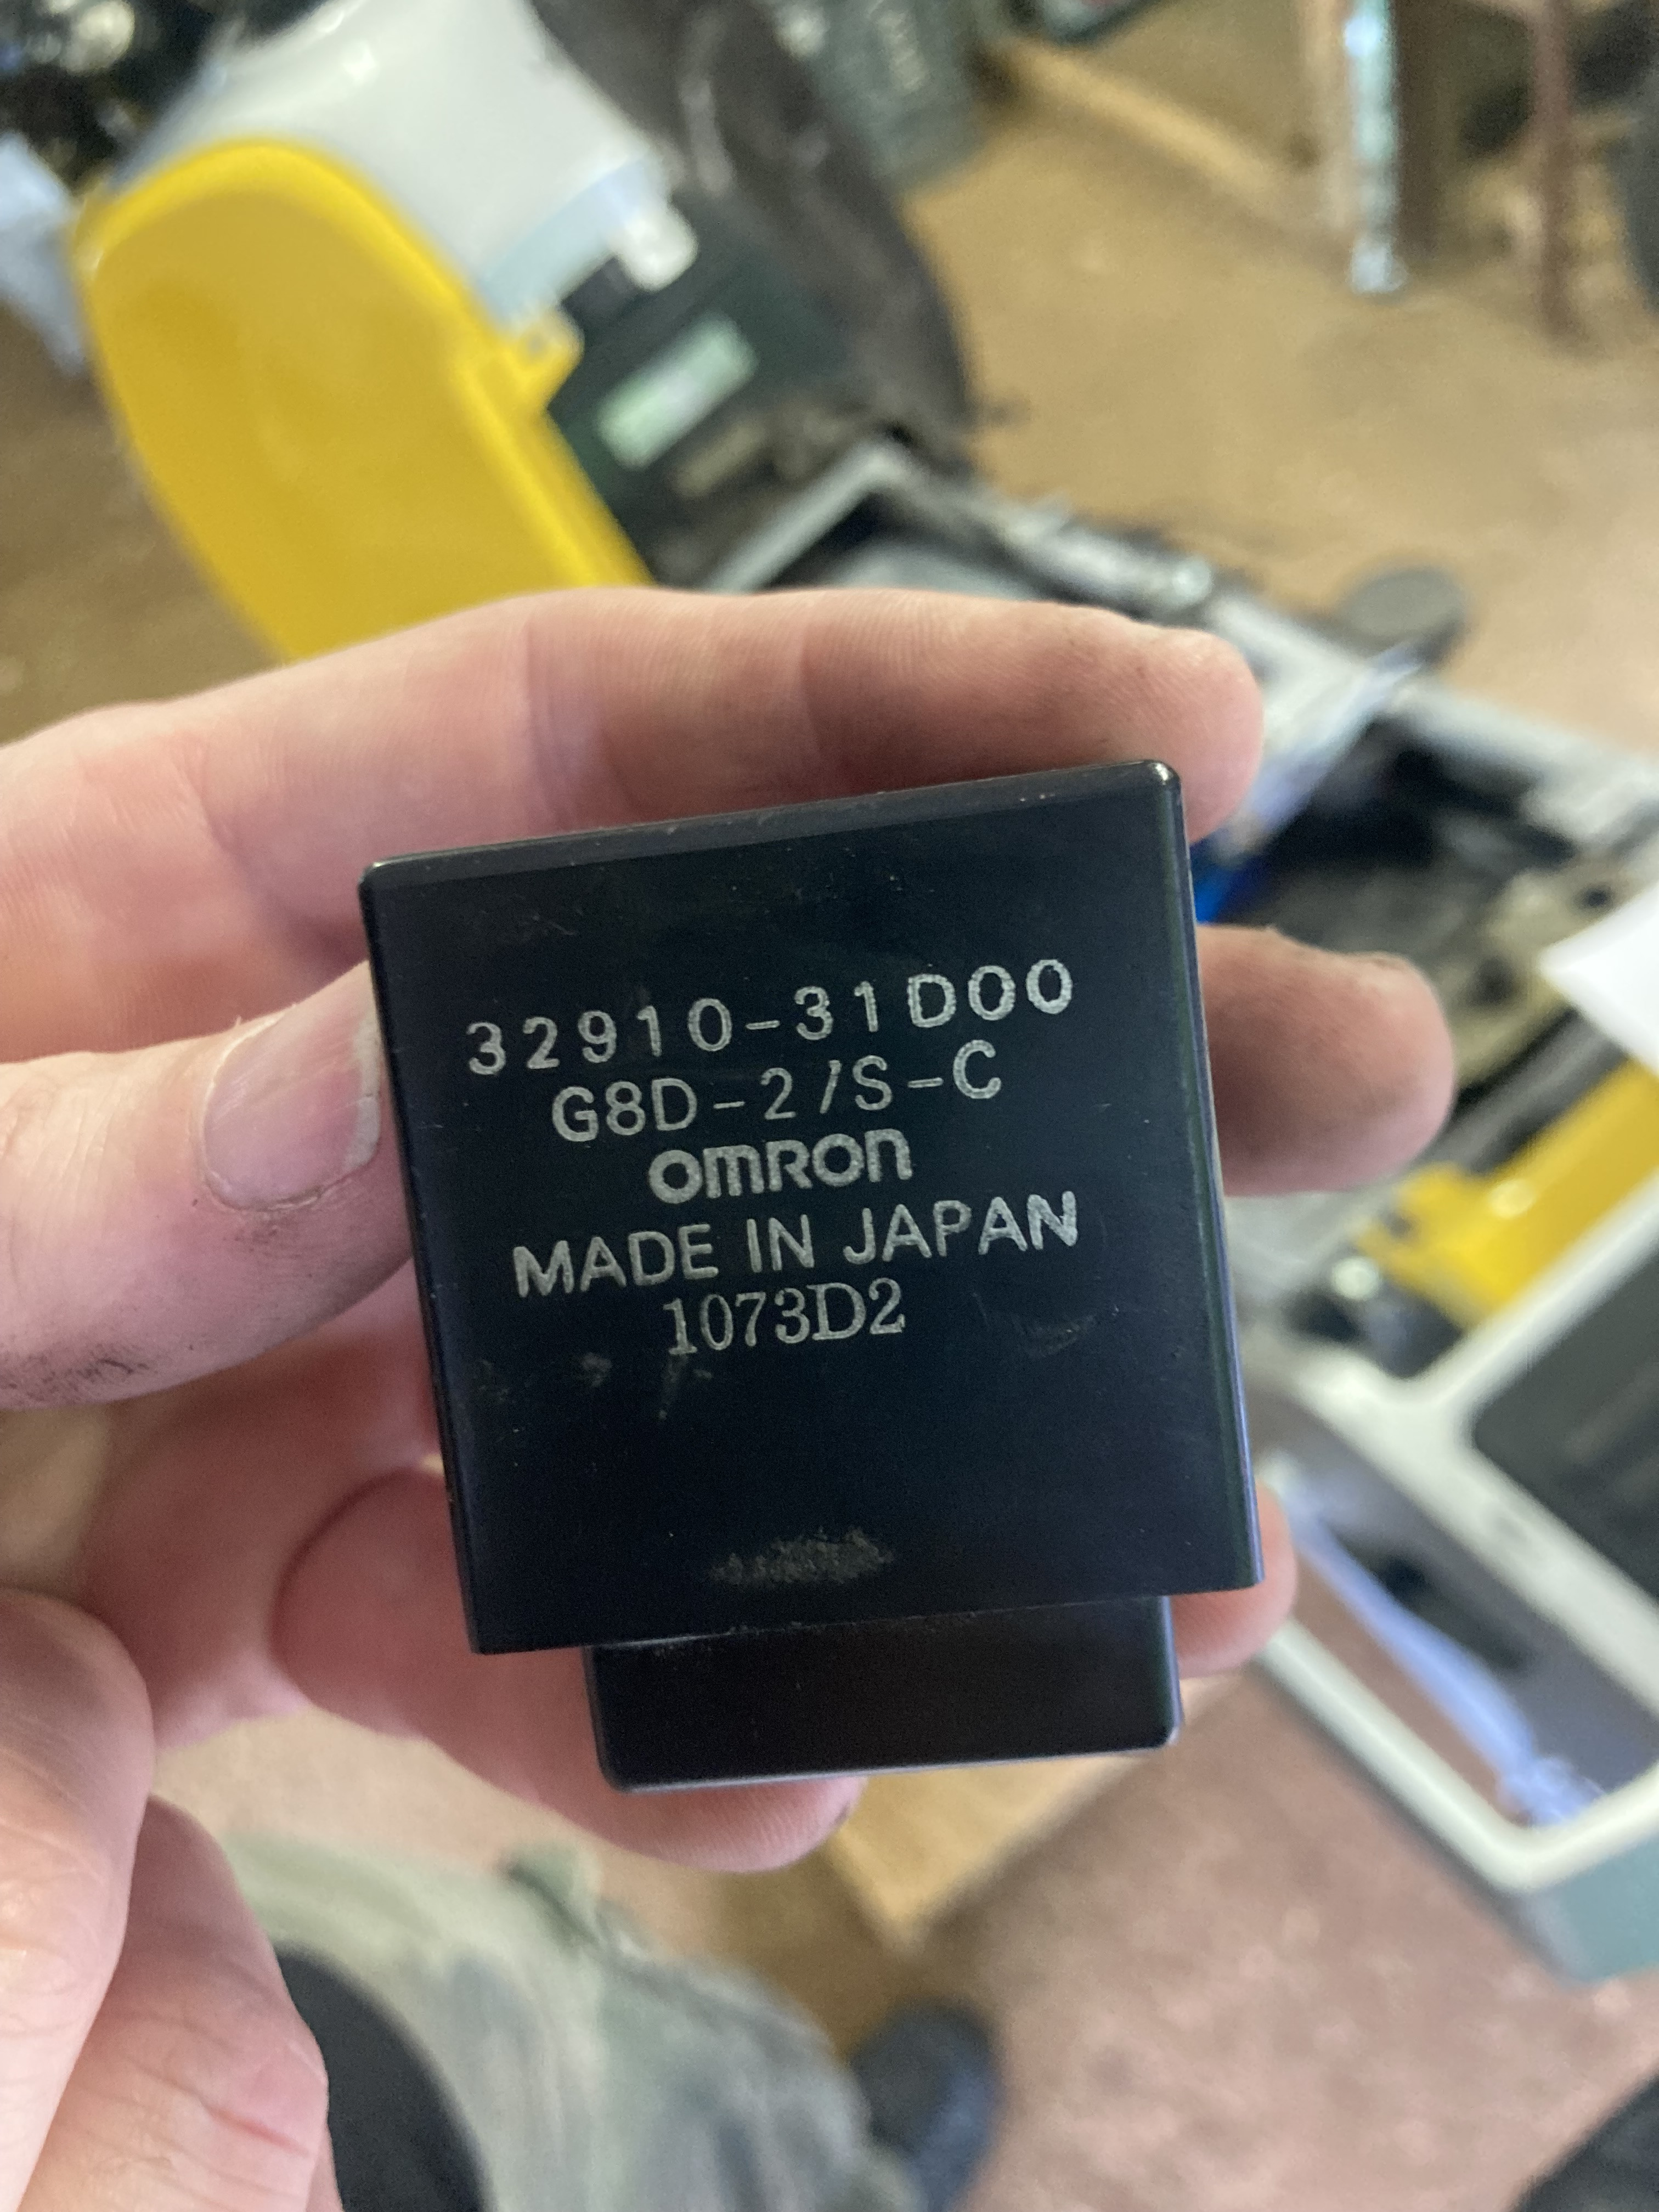 32910-31D00
G8D-2/S-C
omron
MADE IN JAPAN
1073D2